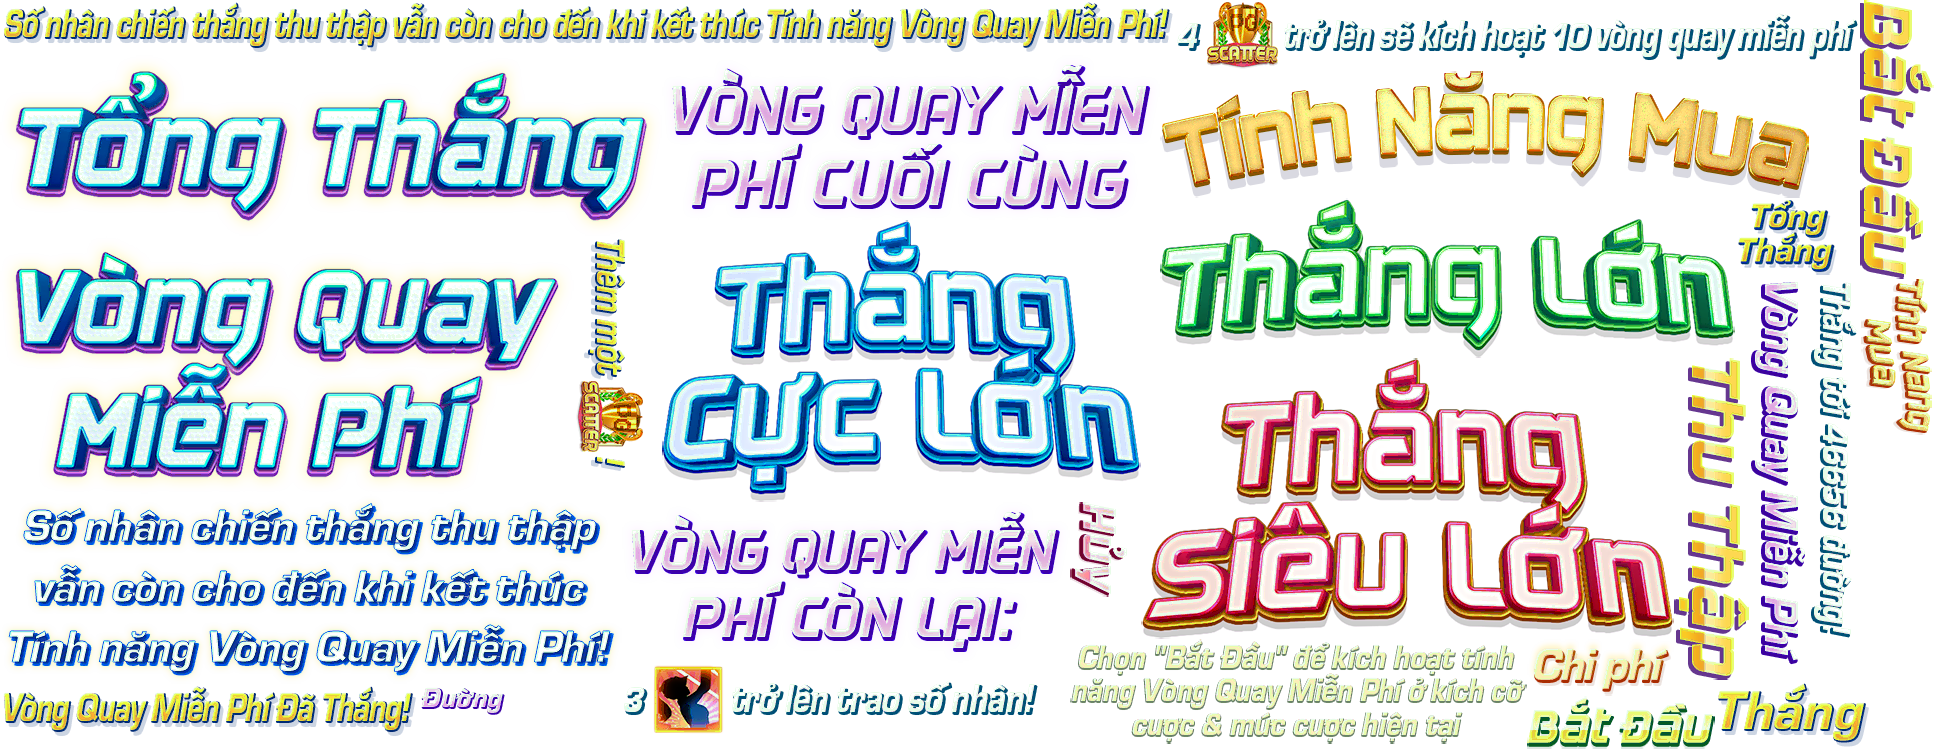 Số nhân chiến thắng thu thập vẫn còn cho đến khi kết thúc Tính năng Vòng Quay Miễn Phí!
4 SCATTER trở lên sẽ kích hoạt 10 vòng quay miễn phí
Bắt Đầu
Tổng Thắng
VÒNG QUAY MIỄN
PHÍ CUỐI CÙNG
Tính Năng Mua
Tổng
Thắng
Thắng Lớn
Vòng Quay
Miễn Phí
Thêm một SCATTER !
Thắng
Cực Lớn
Thu Thập
Vòng Quay Miễn Phí
Thắng tới 46656 đường!
Tính Năng
Mua
Thắng
Siêu Lớn
Số nhân chiến thắng thu thập
vẫn còn cho đến khi kết thúc
Tính năng Vòng Quay Miễn Phí!
VÒNG QUAY MIỄN
PHÍ CÒN LẠI:
HỦY
Vòng Quay Miễn Phí Đã Thắng!
Đường
3 trở lên trao số nhân!
Chọn "Bắt Đầu" để kích hoạt tính
năng Vòng Quay Miễn Phí ở kích cỡ
cược & mức cược hiện tại
Chi phí
Bắt Đầu
Thắng